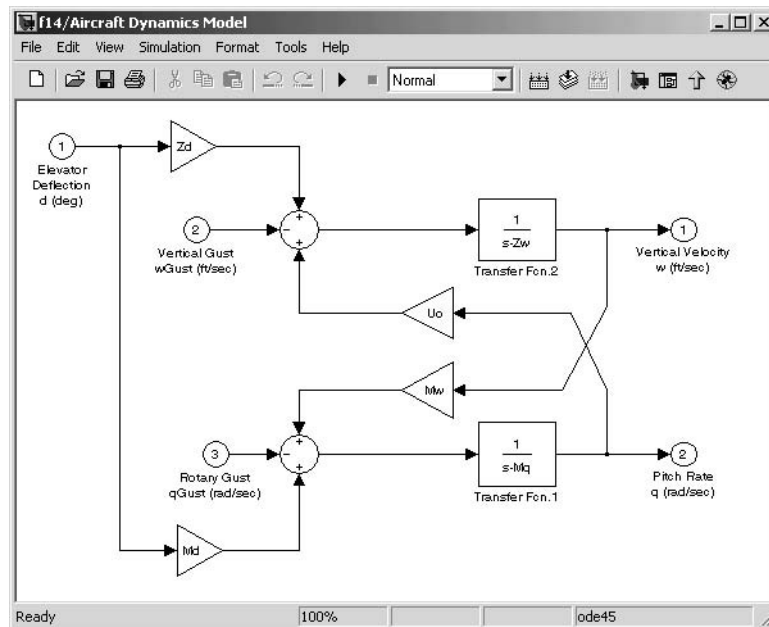 f14/Aircraft Dynamics Model
File Edit View Simulation Format Tools Help
Normal
1
Elevator
Deflection
d (deg)
Zd
2
Vertical Gust
wGust (ft/sec)
-
+
+
1
s-Zw
Transfer Fcn.2
1
Vertical Velocity
w (ft/sec)
Uo
Mw
3
Rotary Gust
qGust (rad/sec)
-
+
+
1
s-Mq
Transfer Fcn.1
2
Pitch Rate
q (rad/sec)
Md
Ready 100% ode45